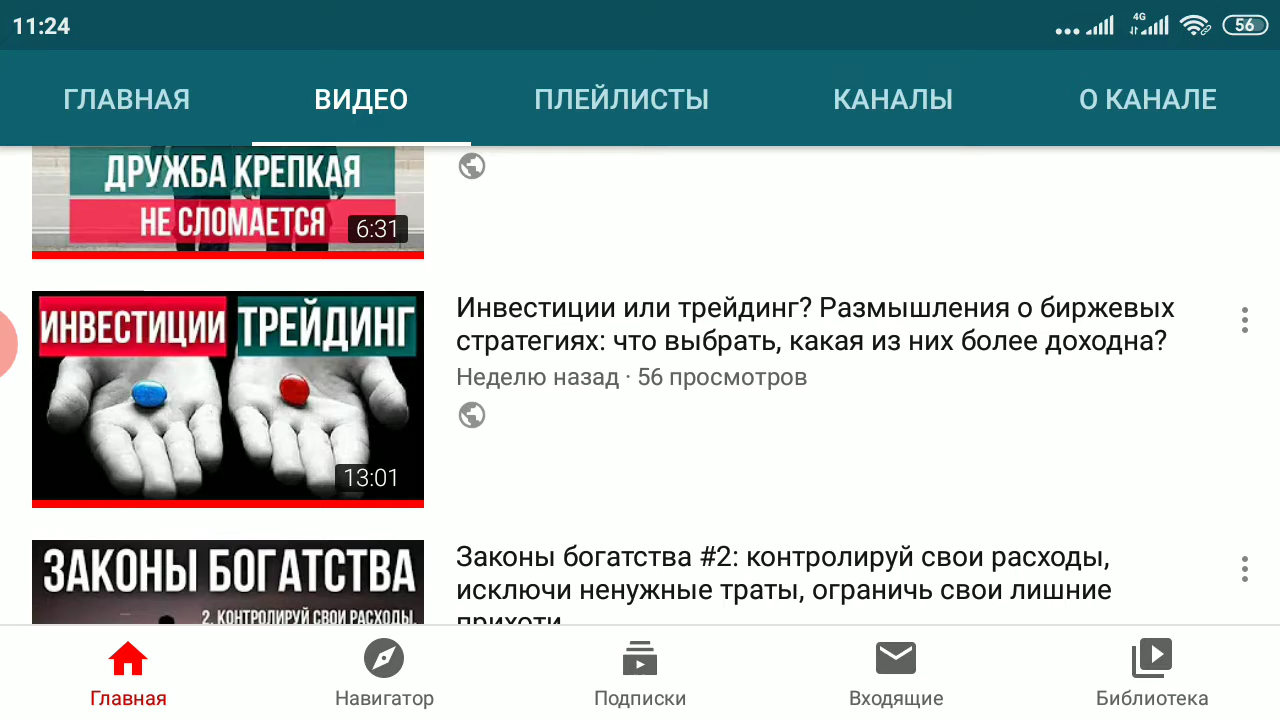 11:24
4G
56
ГЛАВНАЯ
ВИДЕО
ПЛЕЙЛИСТЫ
КАНАЛЫ
О КАНАЛЕ
ДРУЖБА КРЕПКАЯ
НЕ СЛОМАЕТСЯ
6:31
ИНВЕСТИЦИИ
ТРЕЙДИНГ
13:01
Инвестиции или трейдинг? Размышления о биржевых
стратегиях: что выбрать, какая из них более доходна?
Неделю назад · 56 просмотров
ЗАКОНЫ БОГАТСТВА
2. КОНТРОЛИРУЙ СВОИ РАСХОДЫ,
Законы богатства #2: контролируй свои расходы,
исключи ненужные траты, ограничь свои лишние
прихоти
Главная
Навигатор
Подписки
Входящие
Библиотека